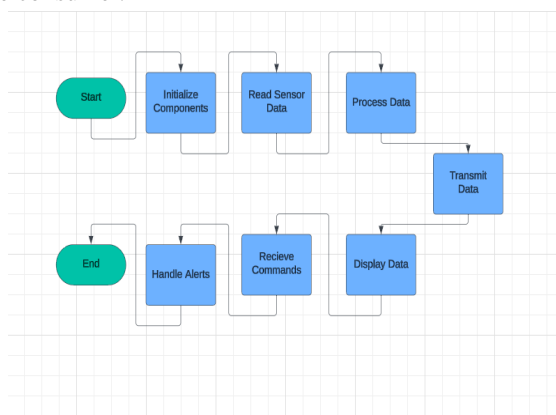 Start
Initialize
Components
Read Sensor
Data
Process Data
Transmit
Data
Display Data
Recieve
Commands
Handle Alerts
End